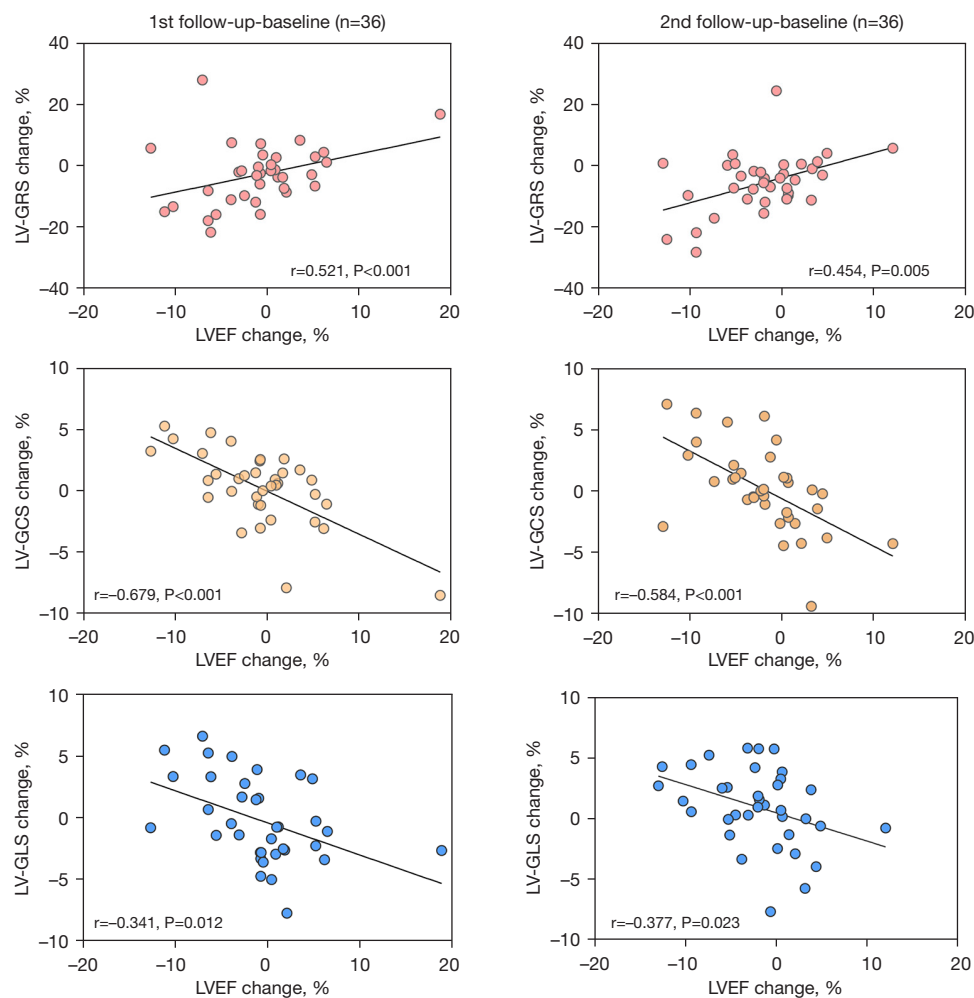 1st follow-up-baseline (n=36)
2nd follow-up-baseline (n=36)
LV-GRS change, %
40
20
0
−20
−40
r=0.521, P<0.001
−20 −10 0 10 20
LVEF change, %
LV-GRS change, %
40
20
0
−20
−40
r=0.454, P=0.005
−20 −10 0 10 20
LVEF change, %
LV-GCS change, %
10
5
0
−5
−10
r=−0.679, P<0.001
−20 −10 0 10 20
LVEF change, %
LV-GCS change, %
10
5
0
−5
−10
r=−0.584, P<0.001
−20 −10 0 10 20
LVEF change, %
LV-GLS change, %
10
5
0
−5
−10
r=−0.341, P=0.012
−20 −10 0 10 20
LVEF change, %
LV-GLS change, %
10
5
0
−5
−10
r=−0.377, P=0.023
−20 −10 0 10 20
LVEF change, %